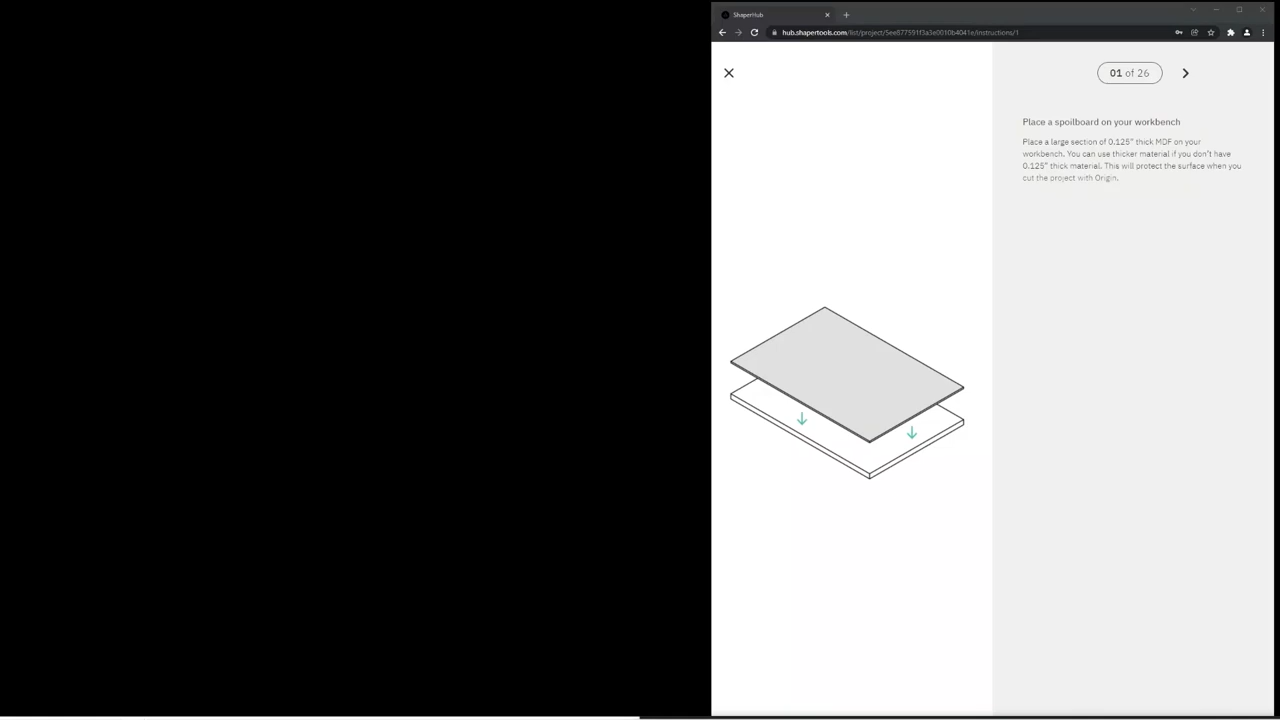 ShaperHub
hub.shapertools.com/list/project/5ee877591f3a3e0010b4041e/instructions/1
01 of 26
Place a spoilboard on your workbench
Place a large section of 0.125" thick MDF on your
workbench. You can use thicker material if you don't have
0.125" thick material. This will protect the surface when you
cut the project with Origin.